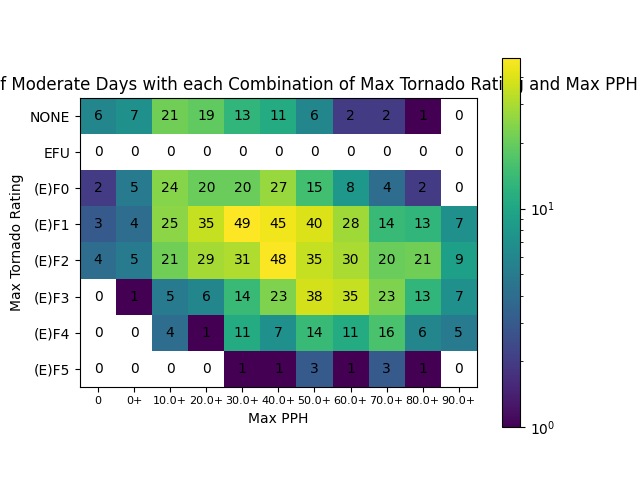 f Moderate Days with each Combination of Max Tornado Rating and Max PPH
Max Tornado Rating
NONE 6 7 21 19 13 11 6 2 2 1 0
EFU 0 0 0 0 0 0 0 0 0 0 0
(E)F0 2 5 24 20 20 27 15 8 4 2 0
(E)F1 3 4 25 35 49 45 40 28 14 13 7
(E)F2 4 5 21 29 31 48 35 30 20 21 9
(E)F3 0 1 5 6 14 23 38 35 23 13 7
(E)F4 0 0 4 1 11 7 14 11 16 6 5
(E)F5 0 0 0 0 1 1 3 1 3 1 0
0 0+ 10.0+ 20.0+ 30.0+ 40.0+ 50.0+ 60.0+ 70.0+ 80.0+ 90.0+
Max PPH
10¹
10⁰